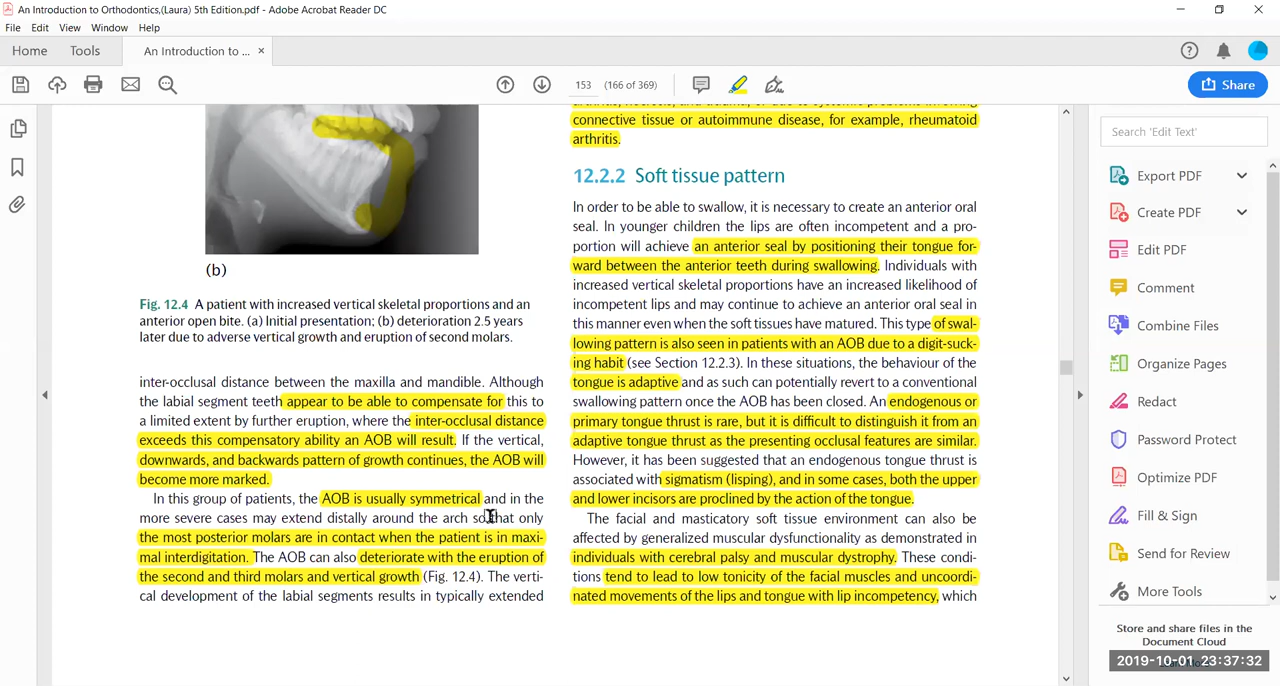 An Introduction to Orthodontics,(Laura) 5th Edition.pdf - Adobe Acrobat Reader DC
File Edit View Window Help
Home Tools An Introduction to ... ×
153 (166 of 369)
Share
(b)
Fig. 12.4 A patient with increased vertical skeletal proportions and an
anterior open bite. (a) Initial presentation; (b) deterioration 2.5 years
later due to adverse vertical growth and eruption of second molars.
inter-occlusal distance between the maxilla and mandible. Although
the labial segment teeth appear to be able to compensate for this to
a limited extent by further eruption, where the inter-occlusal distance
exceeds this compensatory ability an AOB will result. If the vertical,
downwards, and backwards pattern of growth continues, the AOB will
become more marked.
In this group of patients, the AOB is usually symmetrical and in the
more severe cases may extend distally around the arch so that only
the most posterior molars are in contact when the patient is in maxi-
mal interdigitation. The AOB can also deteriorate with the eruption of
the second and third molars and vertical growth (Fig. 12.4). The verti-
cal development of the labial segments results in typically extended
connective tissue or autoimmune disease, for example, rheumatoid
arthritis.
12.2.2 Soft tissue pattern
In order to be able to swallow, it is necessary to create an anterior oral
seal. In younger children the lips are often incompetent and a pro-
portion will achieve an anterior seal by positioning their tongue for-
ward between the anterior teeth during swallowing. Individuals with
increased vertical skeletal proportions have an increased likelihood of
incompetent lips and may continue to achieve an anterior oral seal in
this manner even when the soft tissues have matured. This type of swal-
lowing pattern is also seen in patients with an AOB due to a digit-suck-
ing habit (see Section 12.2.3). In these situations, the behaviour of the
tongue is adaptive and as such can potentially revert to a conventional
swallowing pattern once the AOB has been closed. An endogenous or
primary tongue thrust is rare, but it is difficult to distinguish it from an
adaptive tongue thrust as the presenting occlusal features are similar.
However, it has been suggested that an endogenous tongue thrust is
associated with sigmatism (lisping), and in some cases, both the upper
and lower incisors are proclined by the action of the tongue.
The facial and masticatory soft tissue environment can also be
affected by generalized muscular dysfunctionality as demonstrated in
individuals with cerebral palsy and muscular dystrophy. These condi-
tions tend to lead to low tonicity of the facial muscles and uncoordi-
nated movements of the lips and tongue with lip incompetency, which
Search 'Edit Text'
Export PDF
Create PDF
Edit PDF
Comment
Combine Files
Organize Pages
Redact
Password Protect
Optimize PDF
Fill & Sign
Send for Review
More Tools
Store and share files in the
Document Cloud
2019-10-01 23:37:32